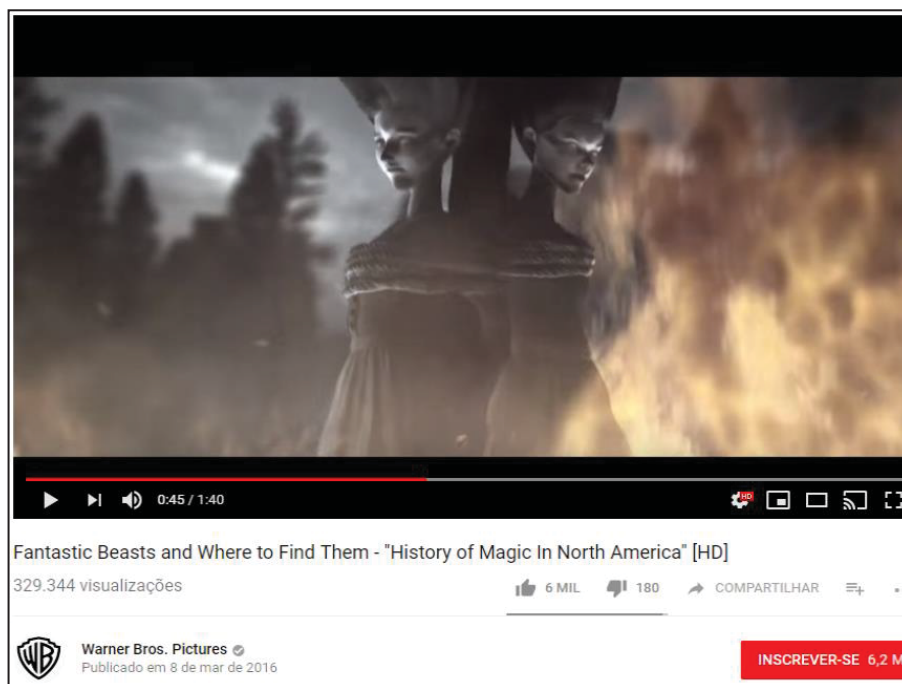 HD
0:45 / 1:40
Fantastic Beasts and Where to Find Them - "History of Magic In North America" [HD]
329.344 visualizações
6 MIL
180
COMPARTILHAR
WB
Warner Bros. Pictures
Publicado em 8 de mar de 2016
INSCREVER-SE 6,2 M